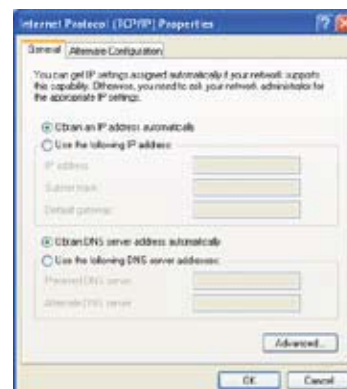 Internet Protocol (TCP/IP) Properties
General Alternate Configuration
You can get IP settings assigned automatically if your network supports
this capability. Otherwise, you need to ask your network administrator for
the appropriate IP settings.
Obtain an IP address automatically
Use the following IP address:
IP address:
Subnet mask:
Default gateway:
Obtain DNS server address automatically
Use the following DNS server addresses:
Preferred DNS server:
Alternate DNS server:
Advanced...
OK Cancel